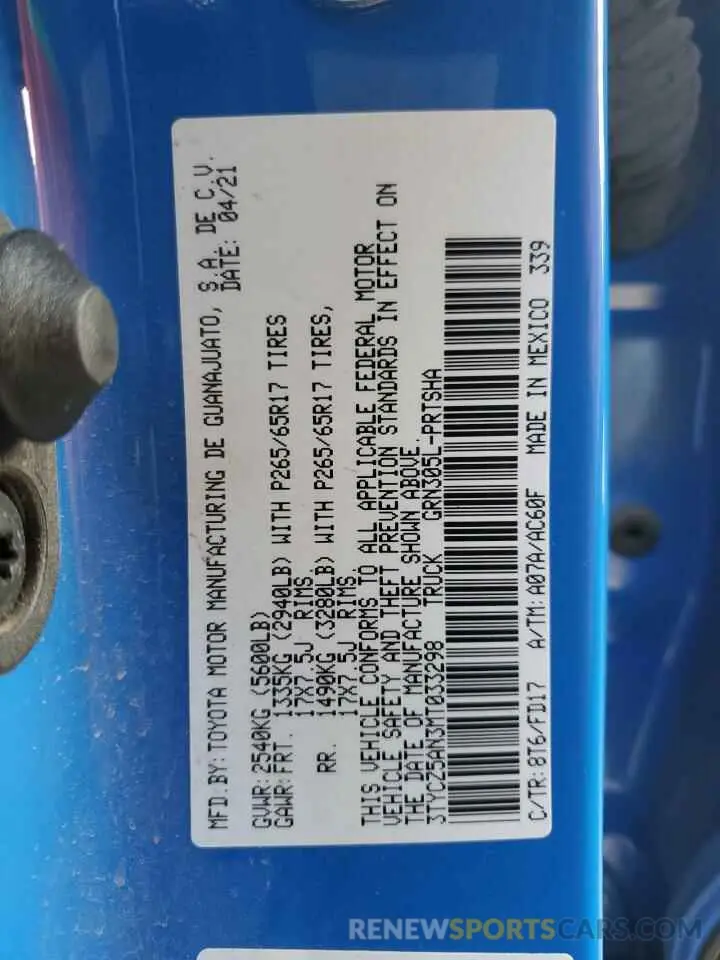 MFD.BY:TOYOTA MOTOR MANUFACTURING DE GUANAJUATO, S.A. DE C.V.
DATE: 04/21
GVWR:2540KG (5600LB)
GAWR:FRT. 1335KG (2940LB) WITH P265/65R17 TIRES
17X7.5J RIMS.
RR. 1490KG (3280LB) WITH P265/65R17 TIRES,
17X7.5J RIMS
THIS VEHICLE CONFORMS TO ALL APPLICABLE FEDERAL MOTOR
VEHICLE SAFETY AND THEFT PREVENTION STANDARDS IN EFFECT ON
THE DATE OF MANUFACTURE SHOWN ABOVE.
3TYCZ5AN3MT033298 TRUCK GRN305L-PRTSHA
C/TR:8T6/FD17 A/TM:A07A/AC60F MADE IN MEXICO 339
RENEWSPORTSCARS.COM